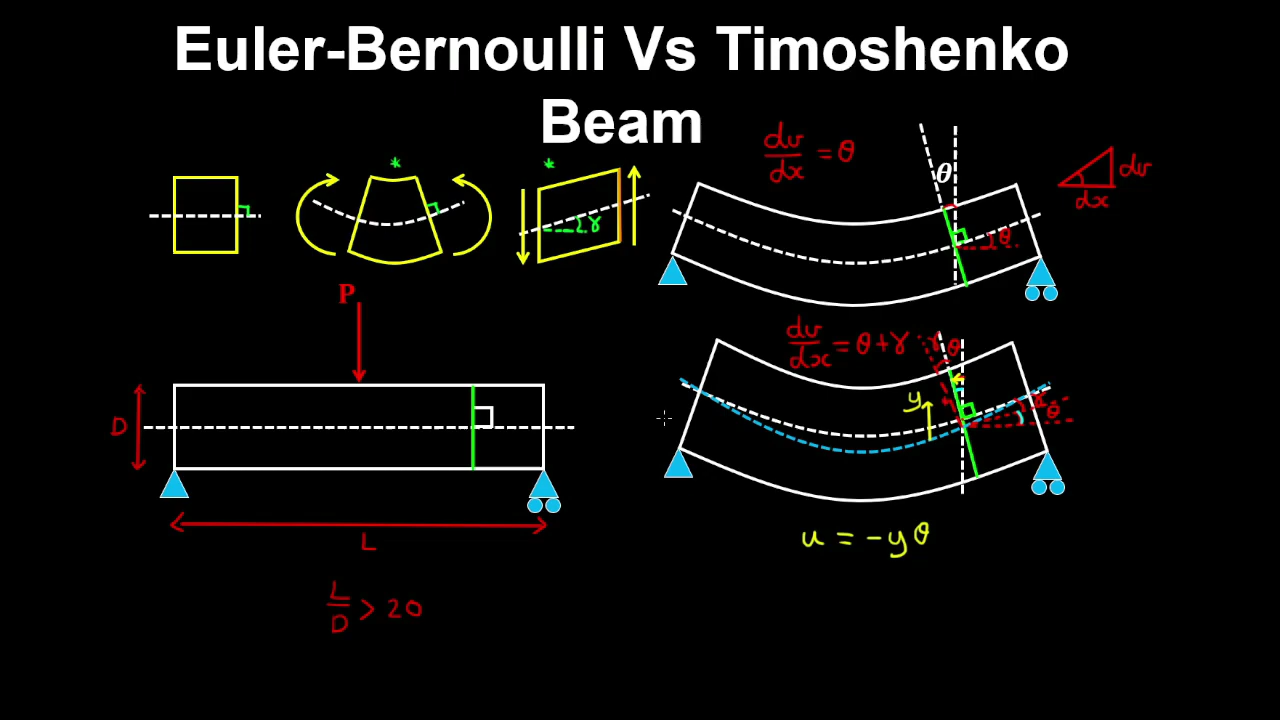 Euler-Bernoulli Vs Timoshenko
Beam
γ
P
D
L
L/D > 20
dv/dx = θ
θ
θ
dv
dx
dv/dx = θ+γ
γ
θ
y
γ
θ
u = -yθ